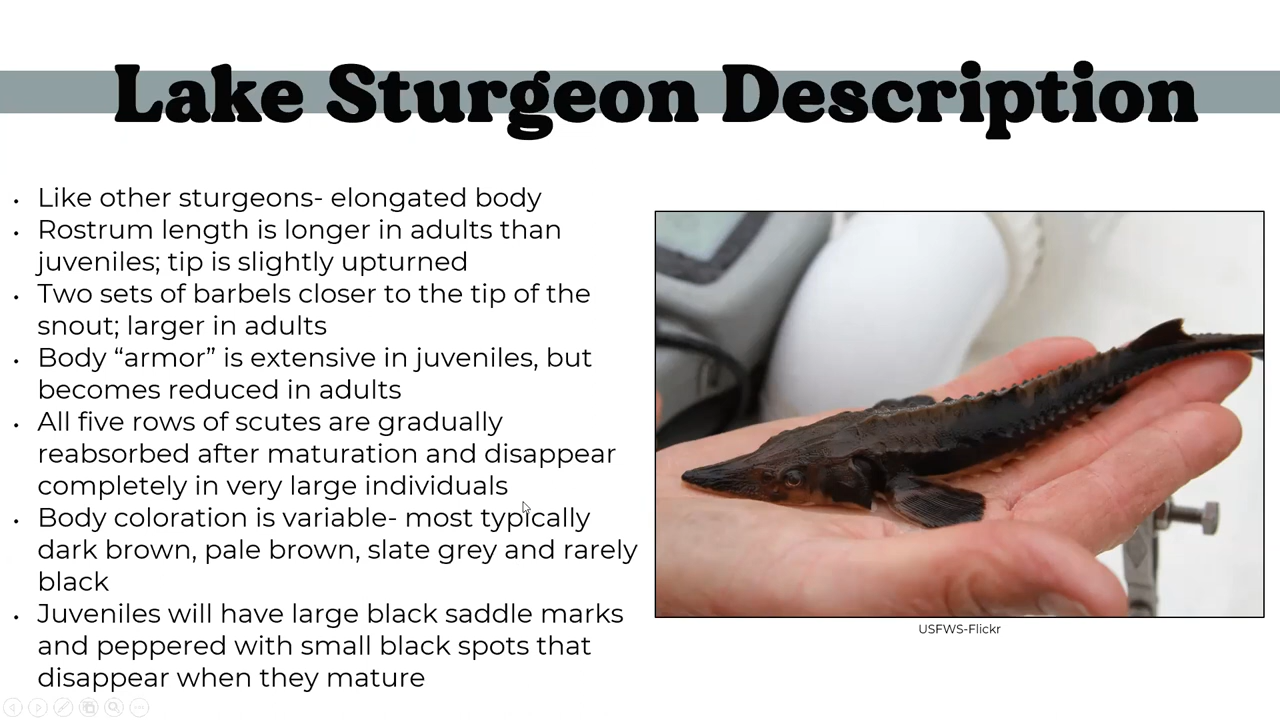 Lake Sturgeon Description
• Like other sturgeons- elongated body
• Rostrum length is longer in adults than
juveniles; tip is slightly upturned
• Two sets of barbels closer to the tip of the
snout; larger in adults
• Body “armor” is extensive in juveniles, but
becomes reduced in adults
• All five rows of scutes are gradually
reabsorbed after maturation and disappear
completely in very large individuals
• Body coloration is variable- most typically
dark brown, pale brown, slate grey and rarely
black
• Juveniles will have large black saddle marks
and peppered with small black spots that
disappear when they mature
USFWS-Flickr